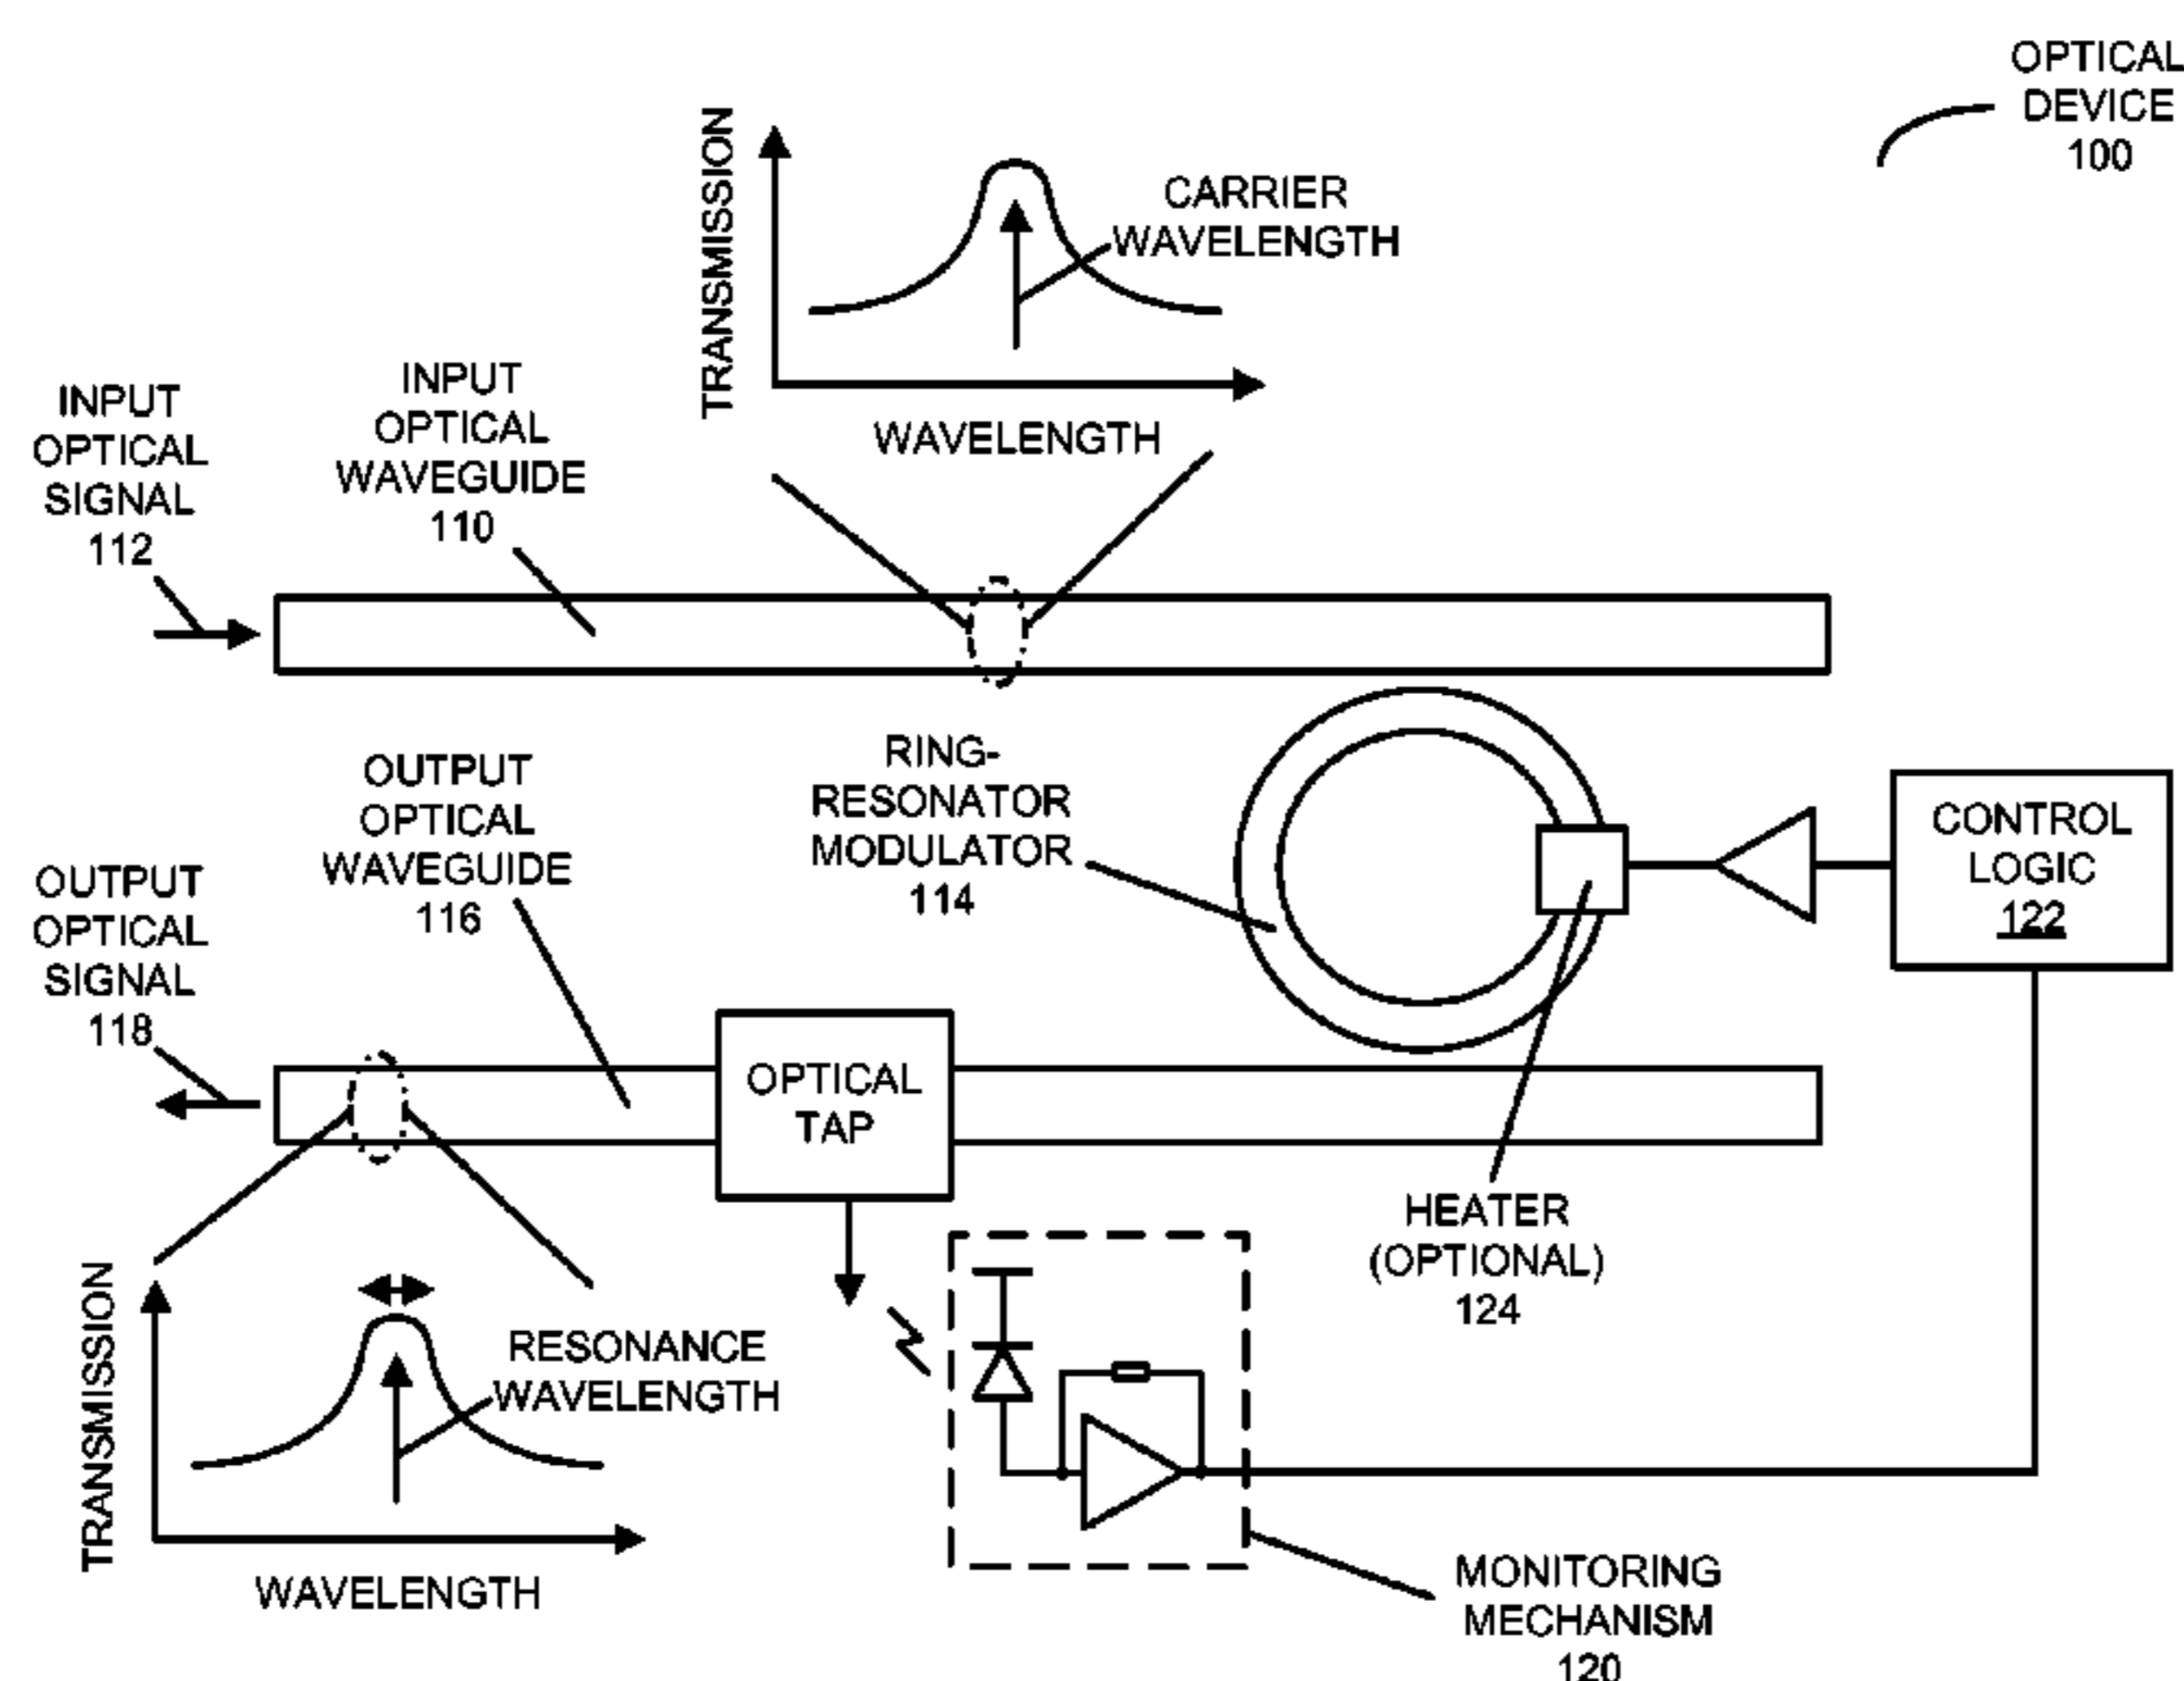 OPTICAL
DEVICE
100
TRANSMISSION
CARRIER
WAVELENGTH
WAVELENGTH
INPUT
OPTICAL
SIGNAL
112
INPUT
OPTICAL
WAVEGUIDE
110
RING-
RESONATOR
MODULATOR
114
CONTROL
LOGIC
122
OUTPUT
OPTICAL
WAVEGUIDE
116
OUTPUT
OPTICAL
SIGNAL
118
OPTICAL
TAP
HEATER
(OPTIONAL)
124
TRANSMISSION
RESONANCE
WAVELENGTH
WAVELENGTH
MONITORING
MECHANISM
120